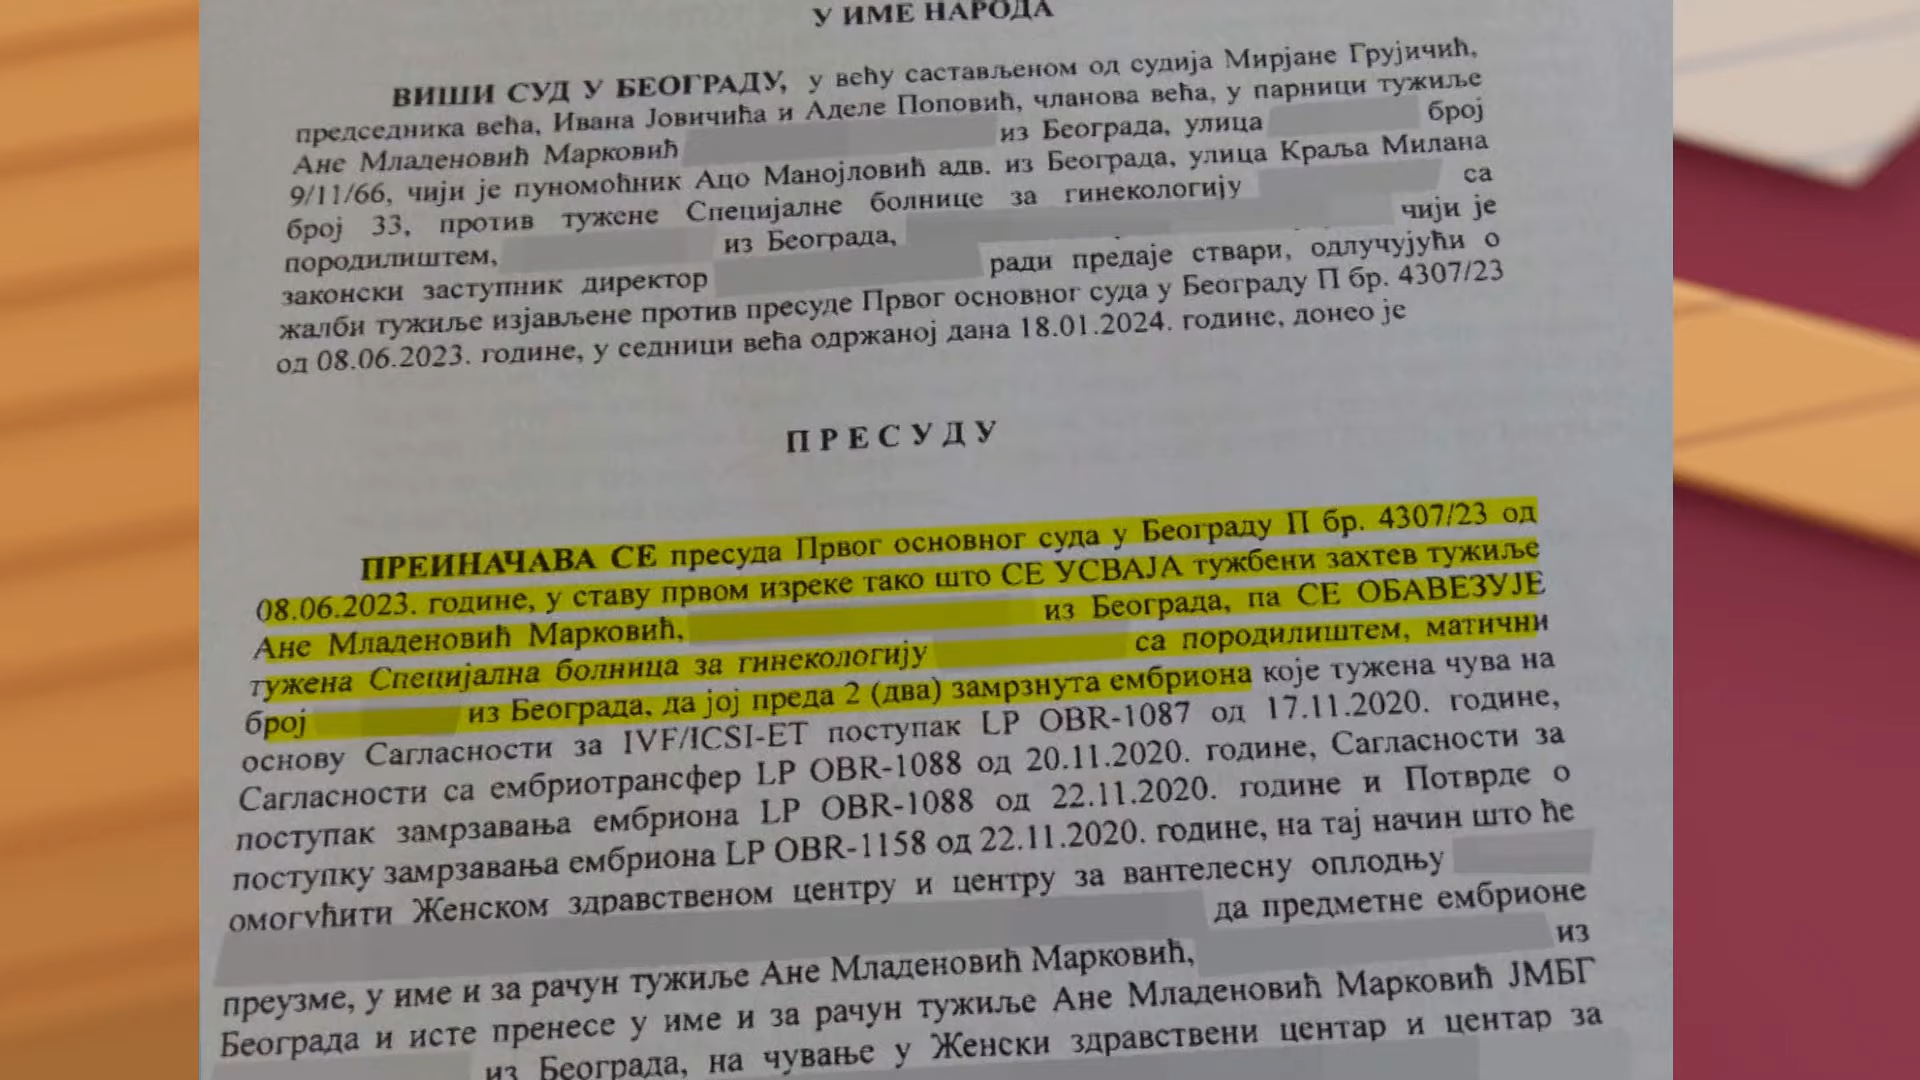 У ИМЕ НАРОДА
ВИШИ СУД У БЕОГРАДУ, у већу састављеном од судија Мирјане Грујичић,
председника већа, Ивана Јовичића и Аделе Поповић, чланова већа, у парници тужиље
Ане Младеновић Марковић из Београда, улица број
9/11/66, чији је пуномоћник Ацо Манојловић адв. из Београда, улица Краља Милана
број 33, против тужене Специјалне болнице за гинекологију са
породилиштем, из Београда, чији је
законски заступник директор ради предаје ствари, одлучујући о
жалби тужиље изјављене против пресуде Првог основног суда у Београду П бр. 4307/23
од 08.06.2023. године, у седници већа одржаној дана 18.01.2024. године, донео је
П Р Е С У Д У
ПРЕИНАЧАВА СЕ пресуда Првог основног суда у Београду П бр. 4307/23 од
08.06.2023. године, у ставу првом изреке тако што СЕ УСВАЈА тужбени захтев тужиље
Ане Младеновић Марковић, из Београда, па СЕ ОБАВЕЗУЈЕ
тужена Специјална болница за гинекологију са породилиштем, матични
број из Београда, да јој преда 2 (два) замрзнута ембриона које тужена чува на
основу Сагласности за IVF/ICSI-ET поступак LP OBR-1087 од 17.11.2020. године,
Сагласности са ембриотрансфер LP OBR-1088 од 20.11.2020. године, Сагласности за
поступак замрзавања ембриона LP OBR-1088 од 22.11.2020. године и Потврде о
поступку замрзавања ембриона LP OBR-1158 од 22.11.2020. године, на тај начин што ће
омогућити Женском здравственом центру и центру за вантелесну оплодњу
да предметне ембрионе
преузме, у име и за рачун тужиље Ане Младеновић Марковић, из
Београда и исте пренесе у име и за рачун тужиље Ане Младеновић Марковић ЈМБГ
из Београда, на чување у Женски здравствени центар и центар за